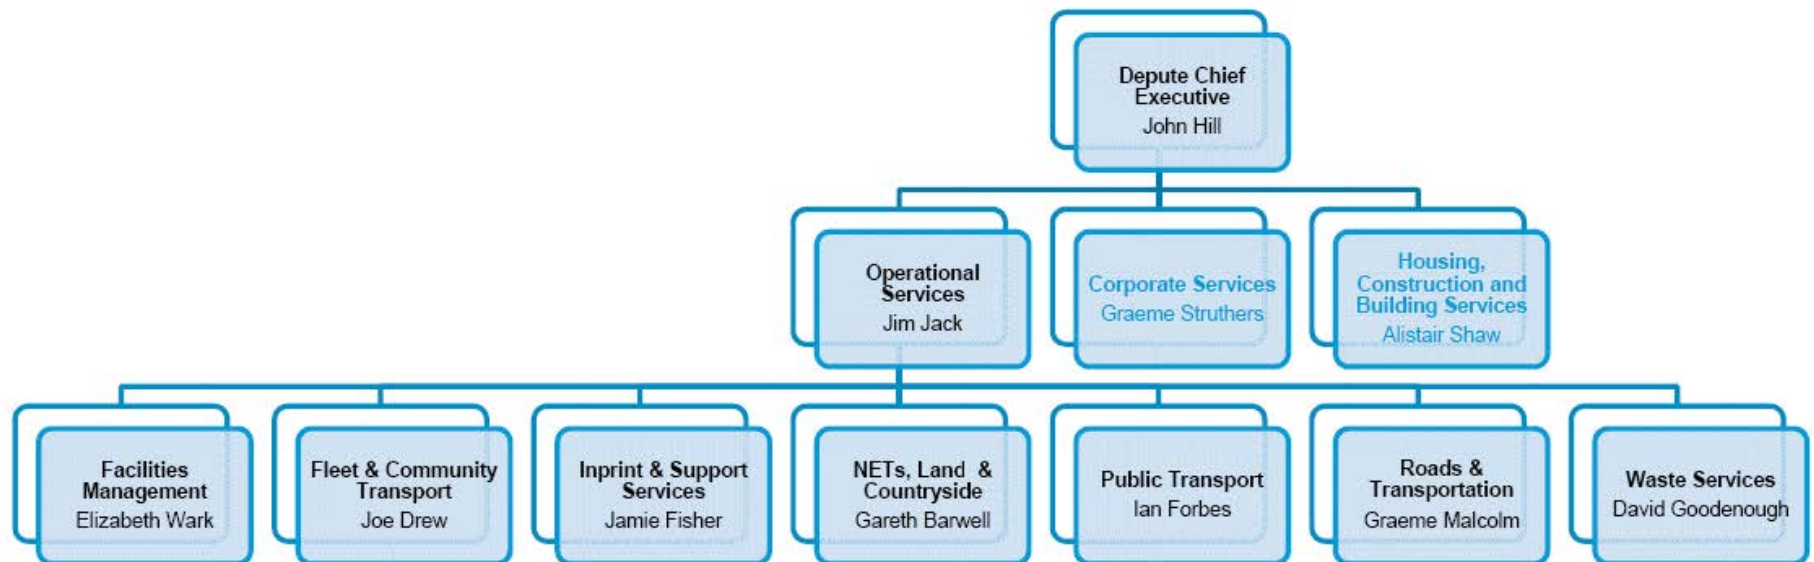 Depute Chief
Executive
John Hill
Operational
Services
Jim Jack
Corporate Services
Graeme Struthers
Housing,
Construction and
Building Services
Alistair Shaw
Facilities
Management
Elizabeth Wark
Fleet & Community
Transport
Joe Drew
Inprint & Support
Services
Jamie Fisher
NETs, Land &
Countryside
Gareth Barwell
Public Transport
Ian Forbes
Roads &
Transportation
Graeme Malcolm
Waste Services
David Goodenough